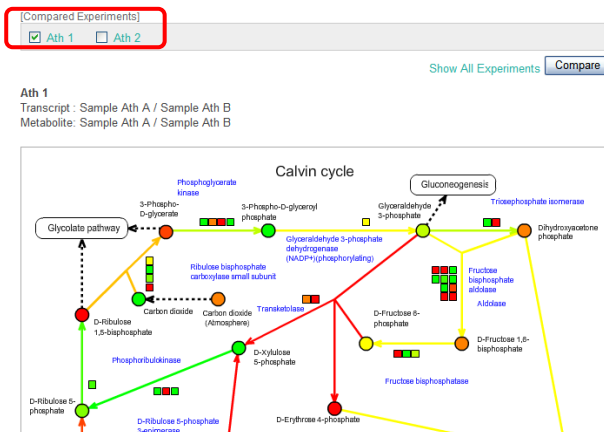 [Compared Experiments]
Ath 1
Ath 2
Show All Experiments
Compare
Ath 1
Transcript : Sample Ath A / Sample Ath B
Metabolite: Sample Ath A / Sample Ath B
Calvin cycle
Phosphoglycerate
kinase
Gluconeogenesis
3-Phospho-
D-glycerate
3-Phospho-D-glyceroyl
phosphate
Glyceraldehyde
3-phosphate
Triosephosphate isomerase
Glycolate pathway
Dihydroxyacetone
phosphate
Glyceraldehyde 3-phosphate
dehydrogenase
(NADP+)(phosphorylating)
Ribulose bisphosphate
carboxylase small subunit
Fructose
bisphosphate
aldolase
Aldolase
Carbon dioxide
Carbon dioxide
(Atmosphere)
Transketolase
D-Fructose 6-
phosphate
D-Ribulose
1,5-bisphosphate
D-Fructose 1,6-
bisphosphate
Phosphoribulokinase
D-Xylulose
5-phosphate
Fructose bisphosphatase
D-Ribulose 5-
phosphate
D-Ribulose 5-phosphate
3-epimerase
D-Erythrose 4-phosphate